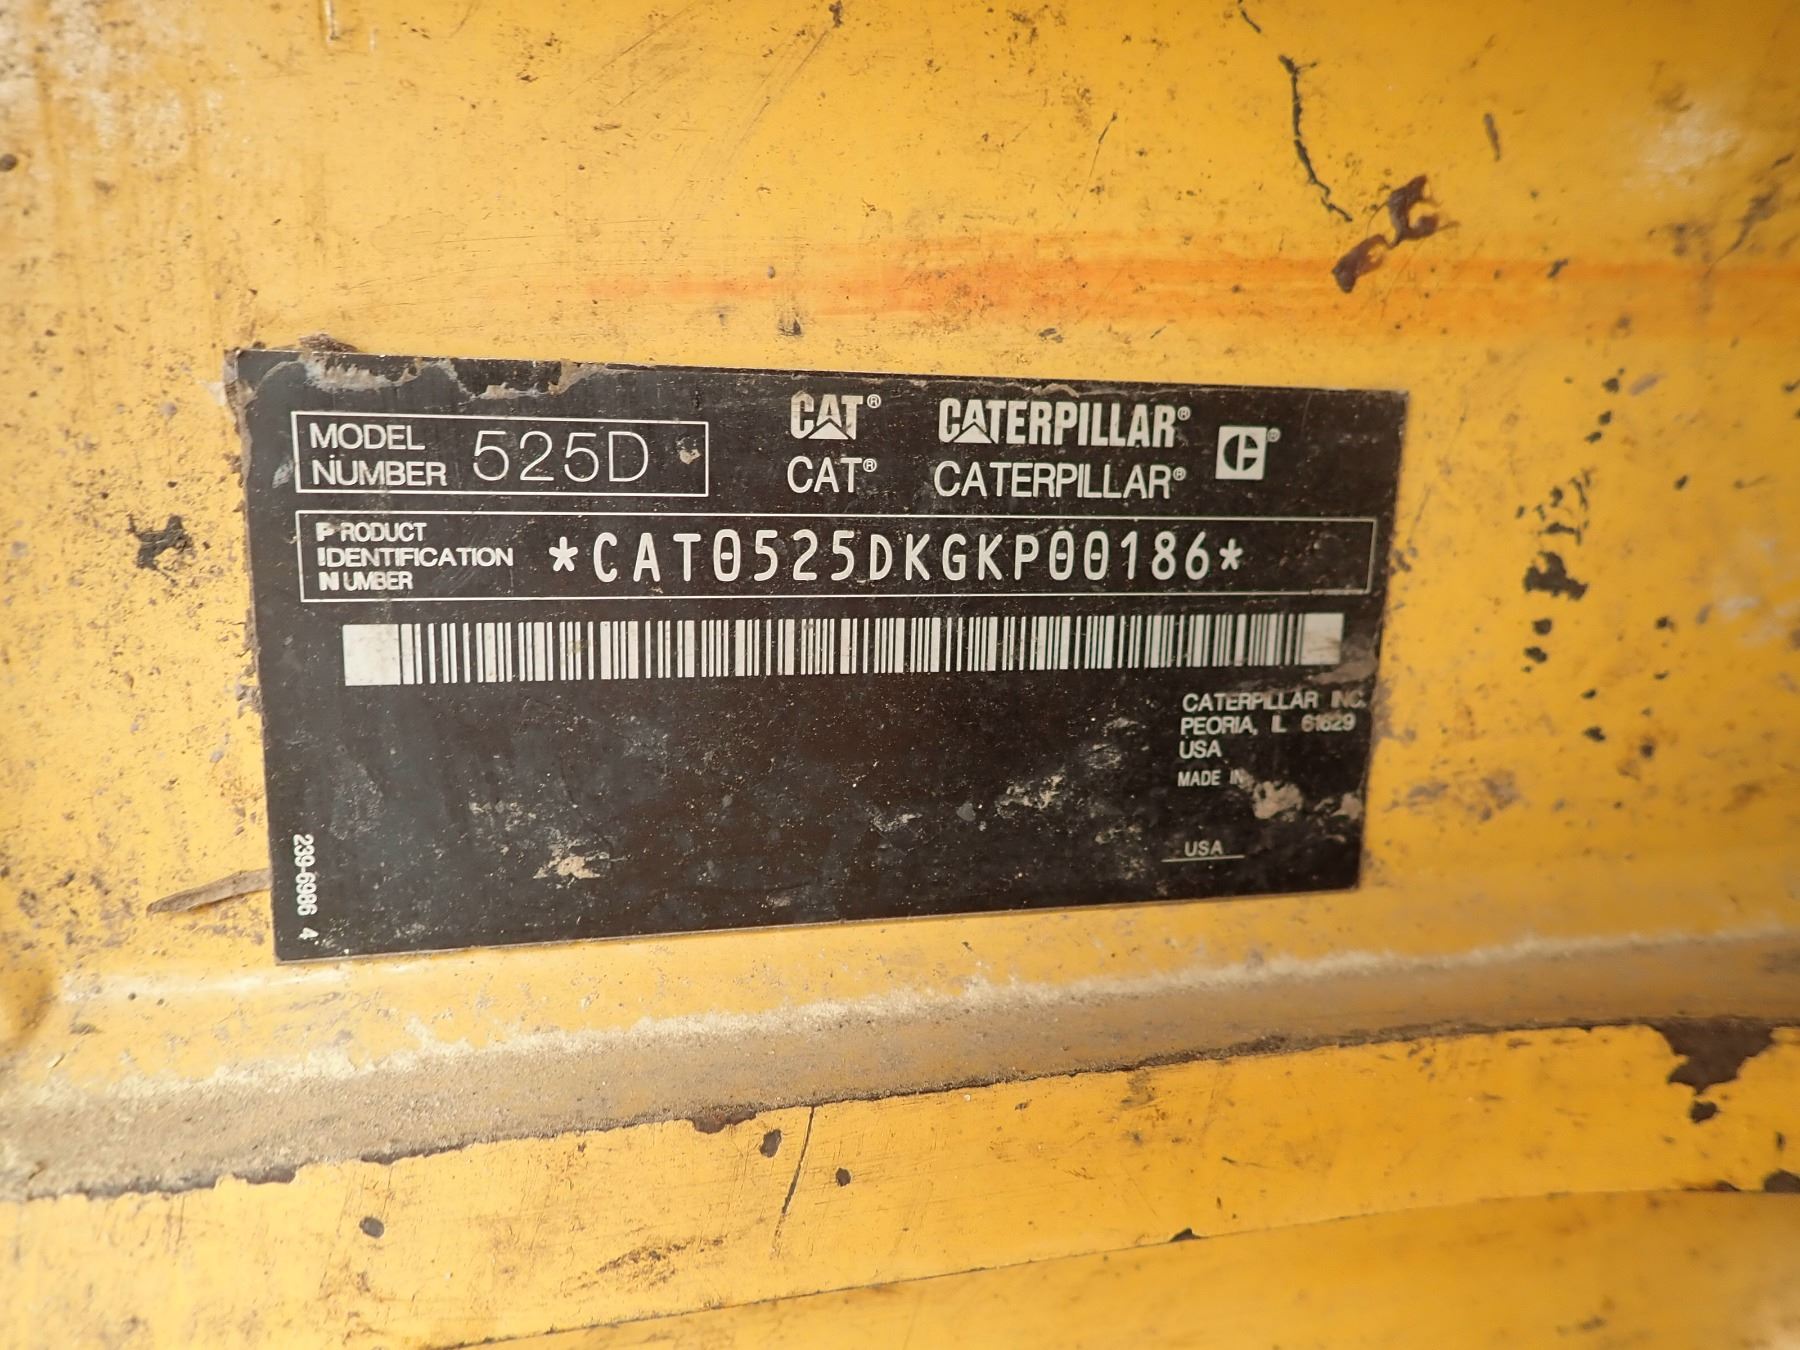 MODEL NUMBER 525D
CAT® CATERPILLAR®
CAT® CATERPILLAR®
PRODUCT IDENTIFICATION NUMBER *CAT0525DKGKP00186*
CATERPILLAR INC.
PEORIA, IL 61629
USA
MADE IN
USA
239-6986 4